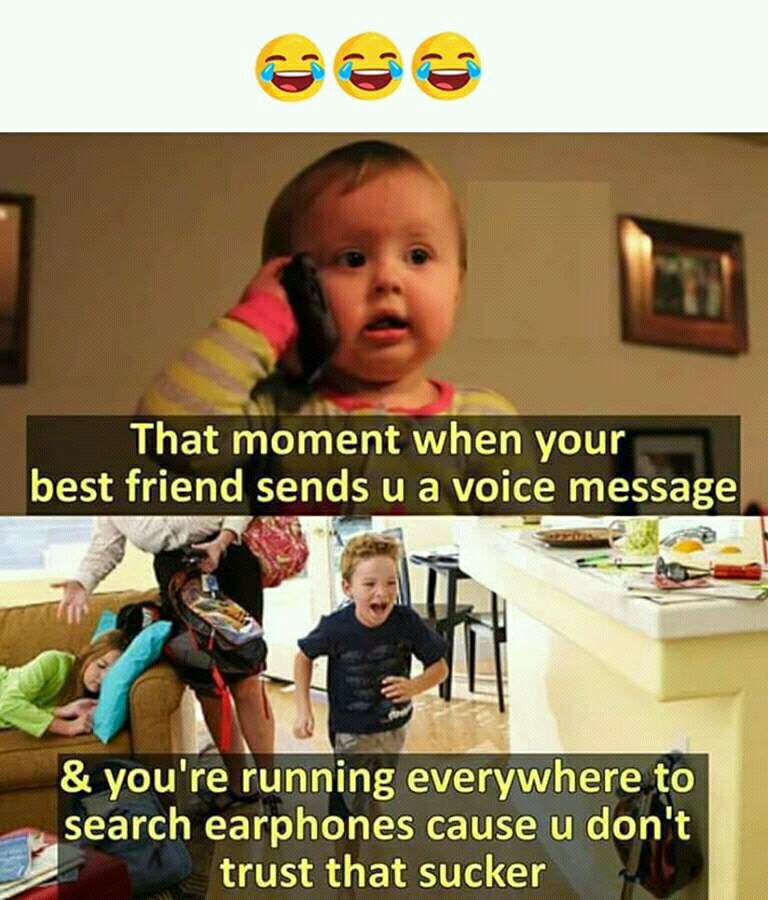 That moment when your
best friend sends u a voice message
& you're running everywhere to
search earphones cause u don't
trust that sucker